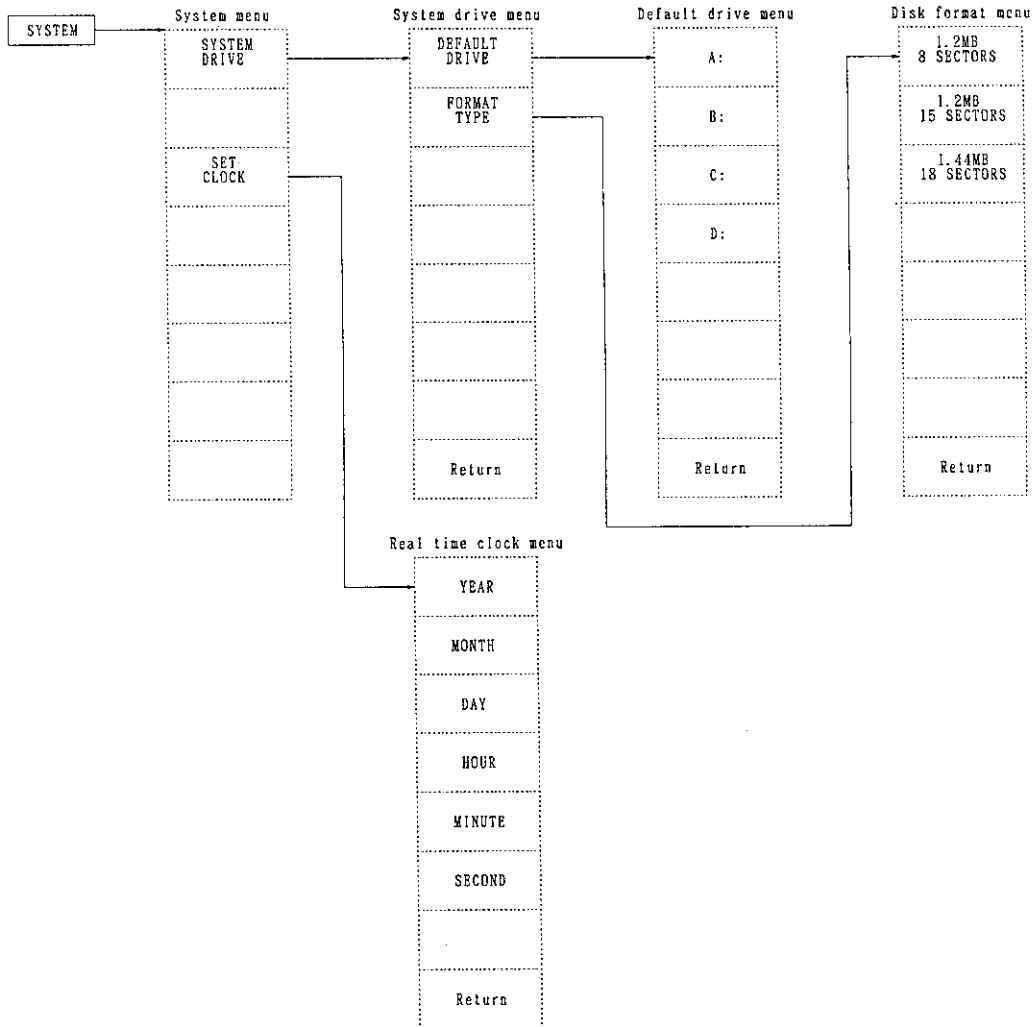 SYSTEM
System menu
SYSTEM
DRIVE
SET
CLOCK
System drive menu
DEFAULT
DRIVE
FORMAT
TYPE
Return
Default drive menu
A:
B:
C:
D:
Return
Disk format menu
1.2MB
8 SECTORS
1.2MB
15 SECTORS
1.44MB
18 SECTORS
Return
Real time clock menu
YEAR
MONTH
DAY
HOUR
MINUTE
SECOND
Return